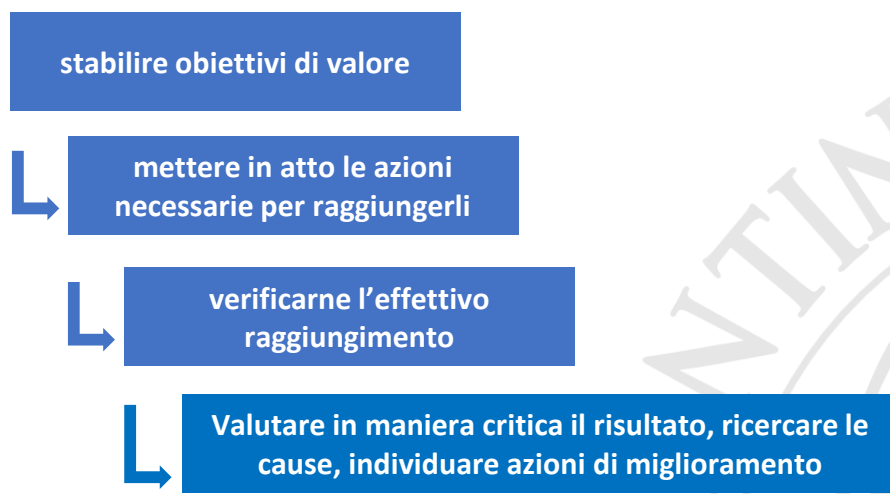 stabilire obiettivi di valore
mettere in atto le azioni
necessarie per raggiungerli
verificarne l’effettivo
raggiungimento
Valutare in maniera critica il risultato, ricercare le
cause, individuare azioni di miglioramento